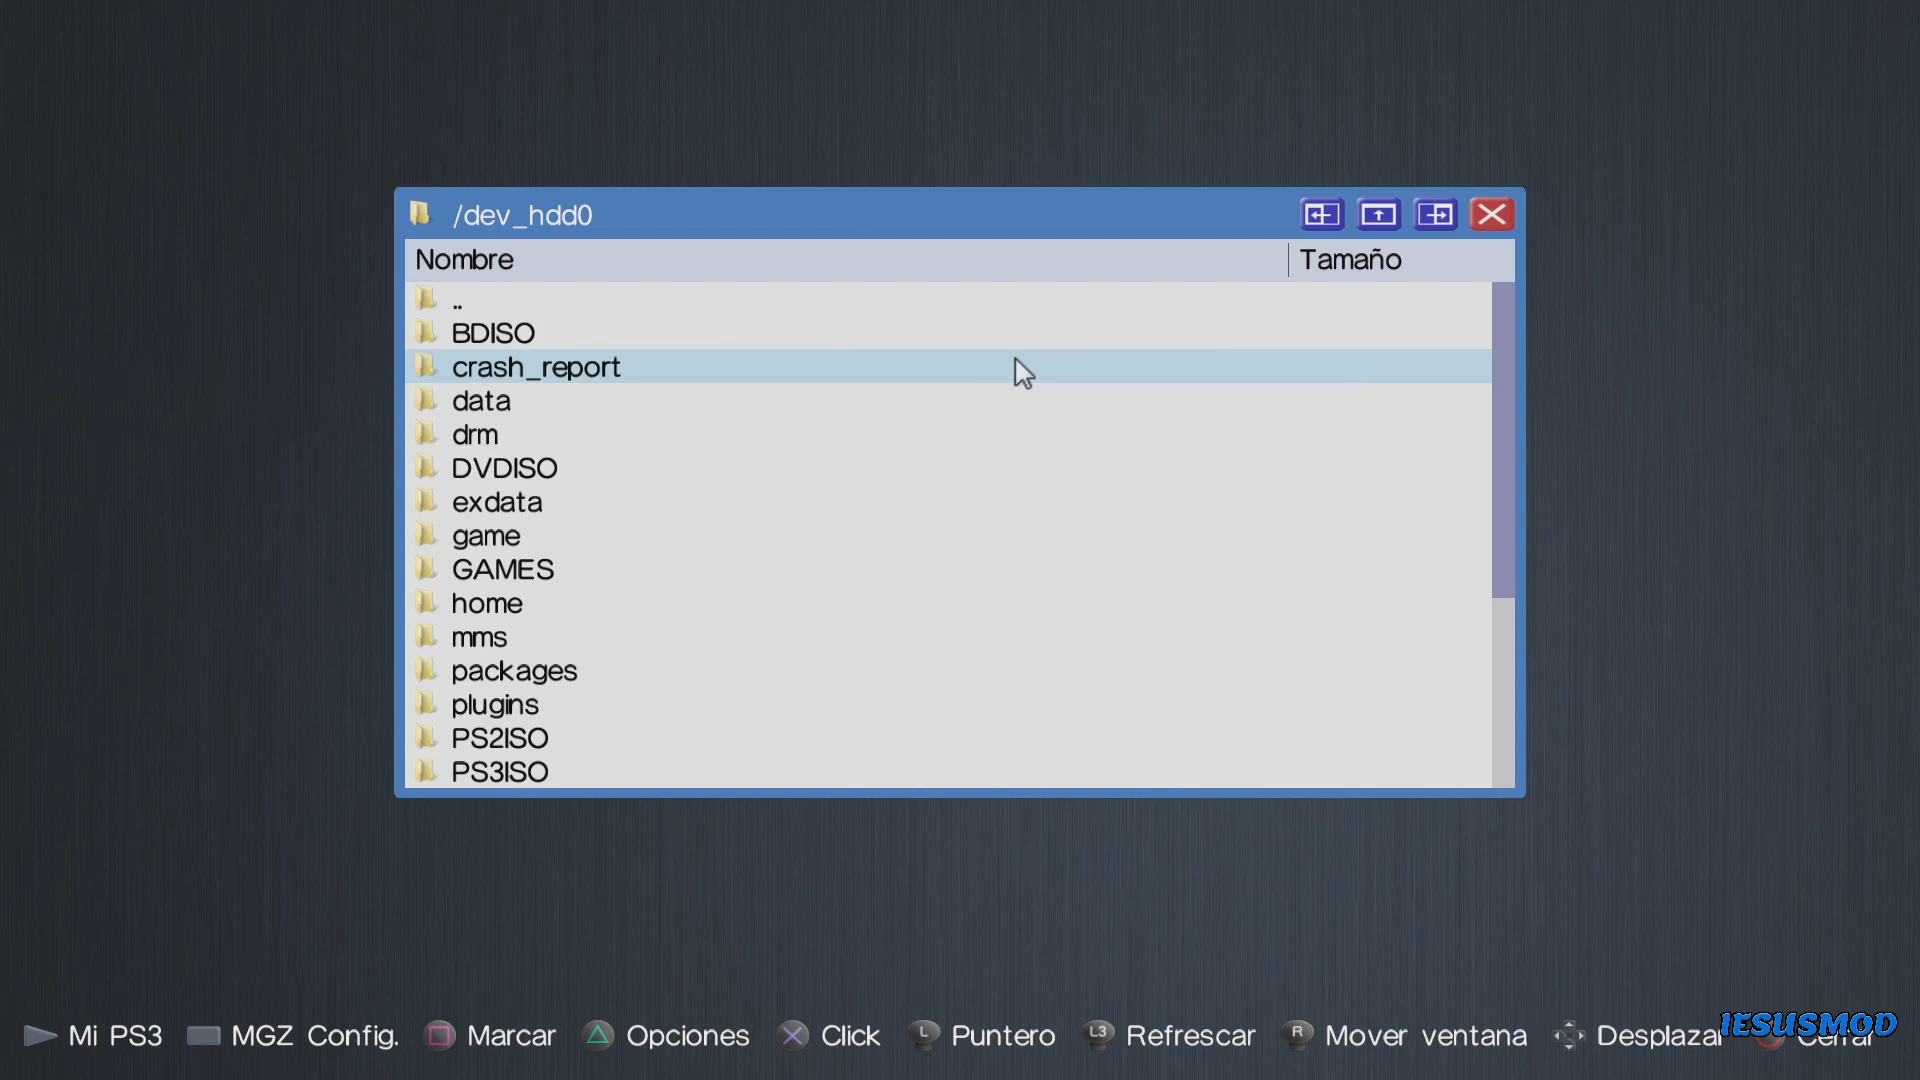 /dev_hdd0
Nombre Tamaño
..
BDISO
crash_report
data
drm
DVDISO
exdata
game
GAMES
home
mms
packages
plugins
PS2ISO
PS3ISO
Mi PS3 MGZ Config. Marcar Opciones Click L Puntero L3 Refrescar R Mover ventana Desplazar Cerrar
IESUSMOD